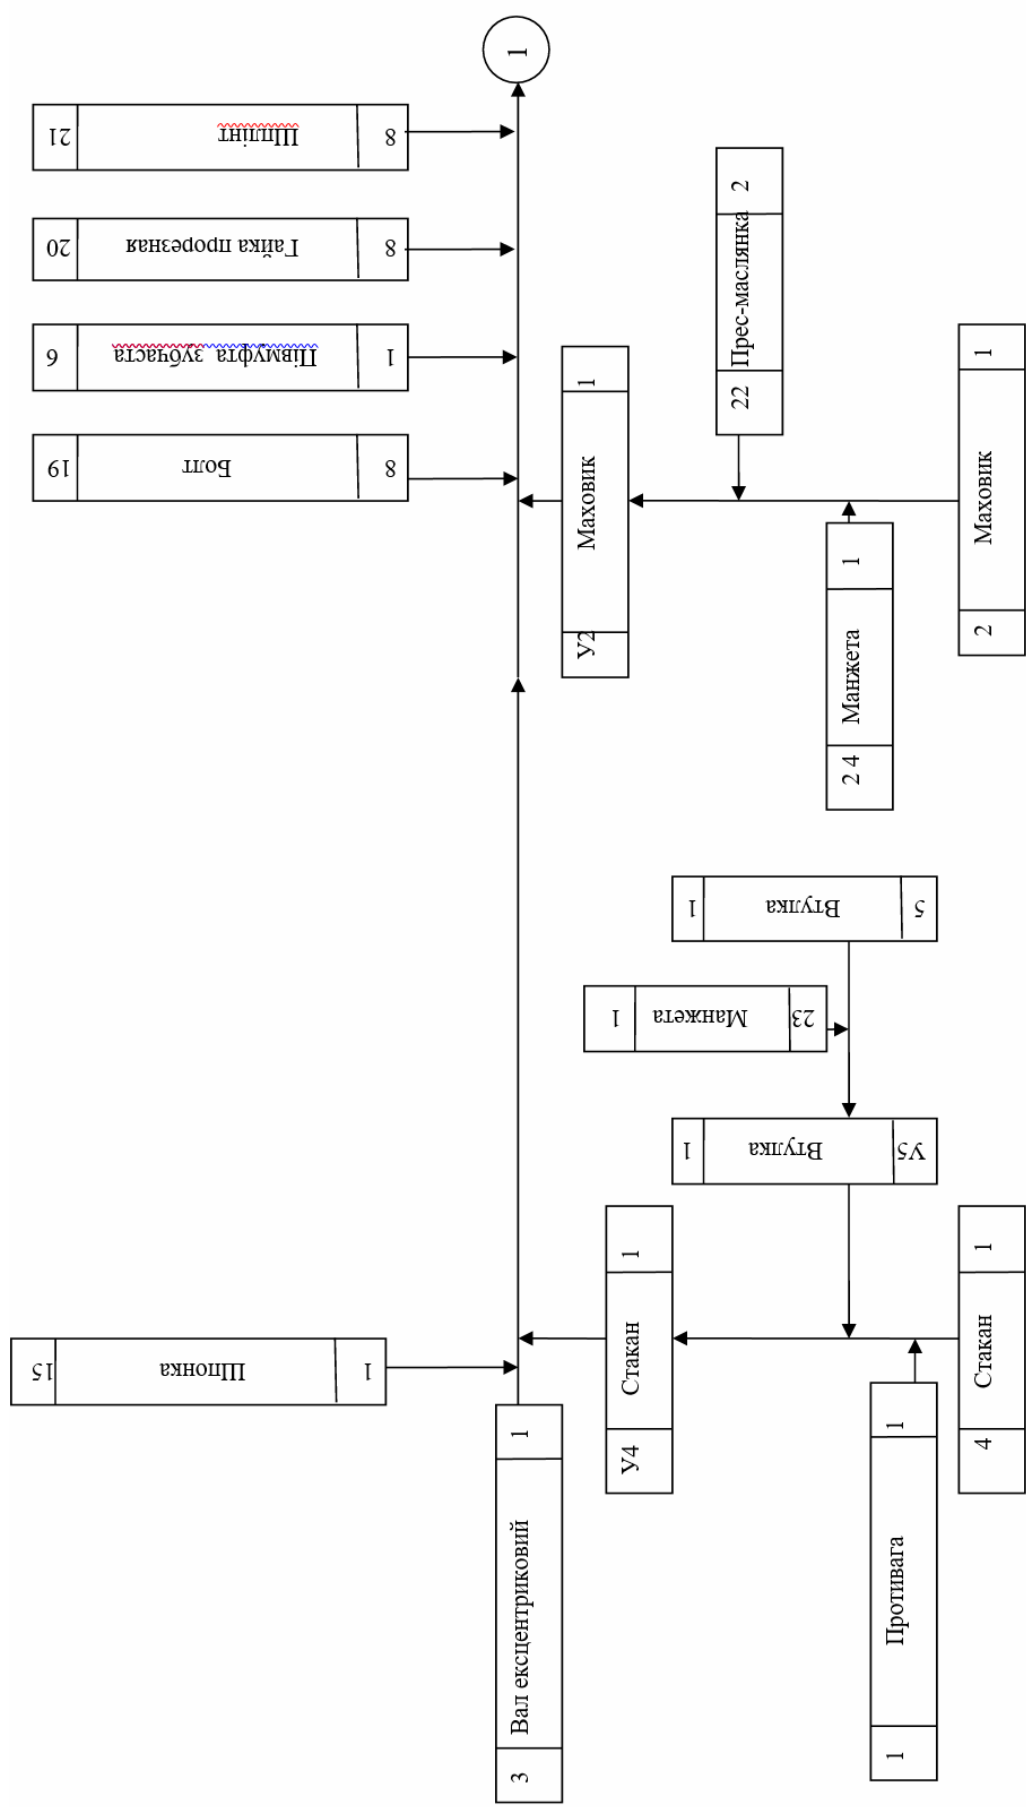 1
21 Шплінт 8
20 Гайка прорезная 8
6 Півмуфта зубчаста 1
19 Болт 8
22 Прес-маслянка 2
У2 Маховик 1
2 Маховик 1
2 4 Манжета 1
5 Втулка 1
23 Манжета 1
У5 Втулка 1
У4 Стакан 1
4 Стакан 1
15 Шпонка 1
3 Вал ексцентриковий 1
1 Противага 1